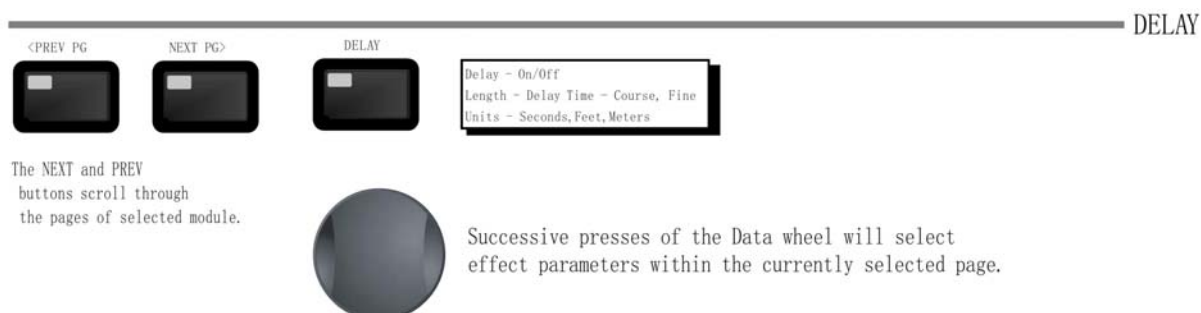 DELAY
<PREV PG
NEXT PG>
DELAY
Delay - On/Off
Length - Delay Time - Course, Fine
Units - Seconds,Feet,Meters
The NEXT and PREV
buttons scroll through
the pages of selected module.
Successive presses of the Data wheel will select
effect parameters within the currently selected page.